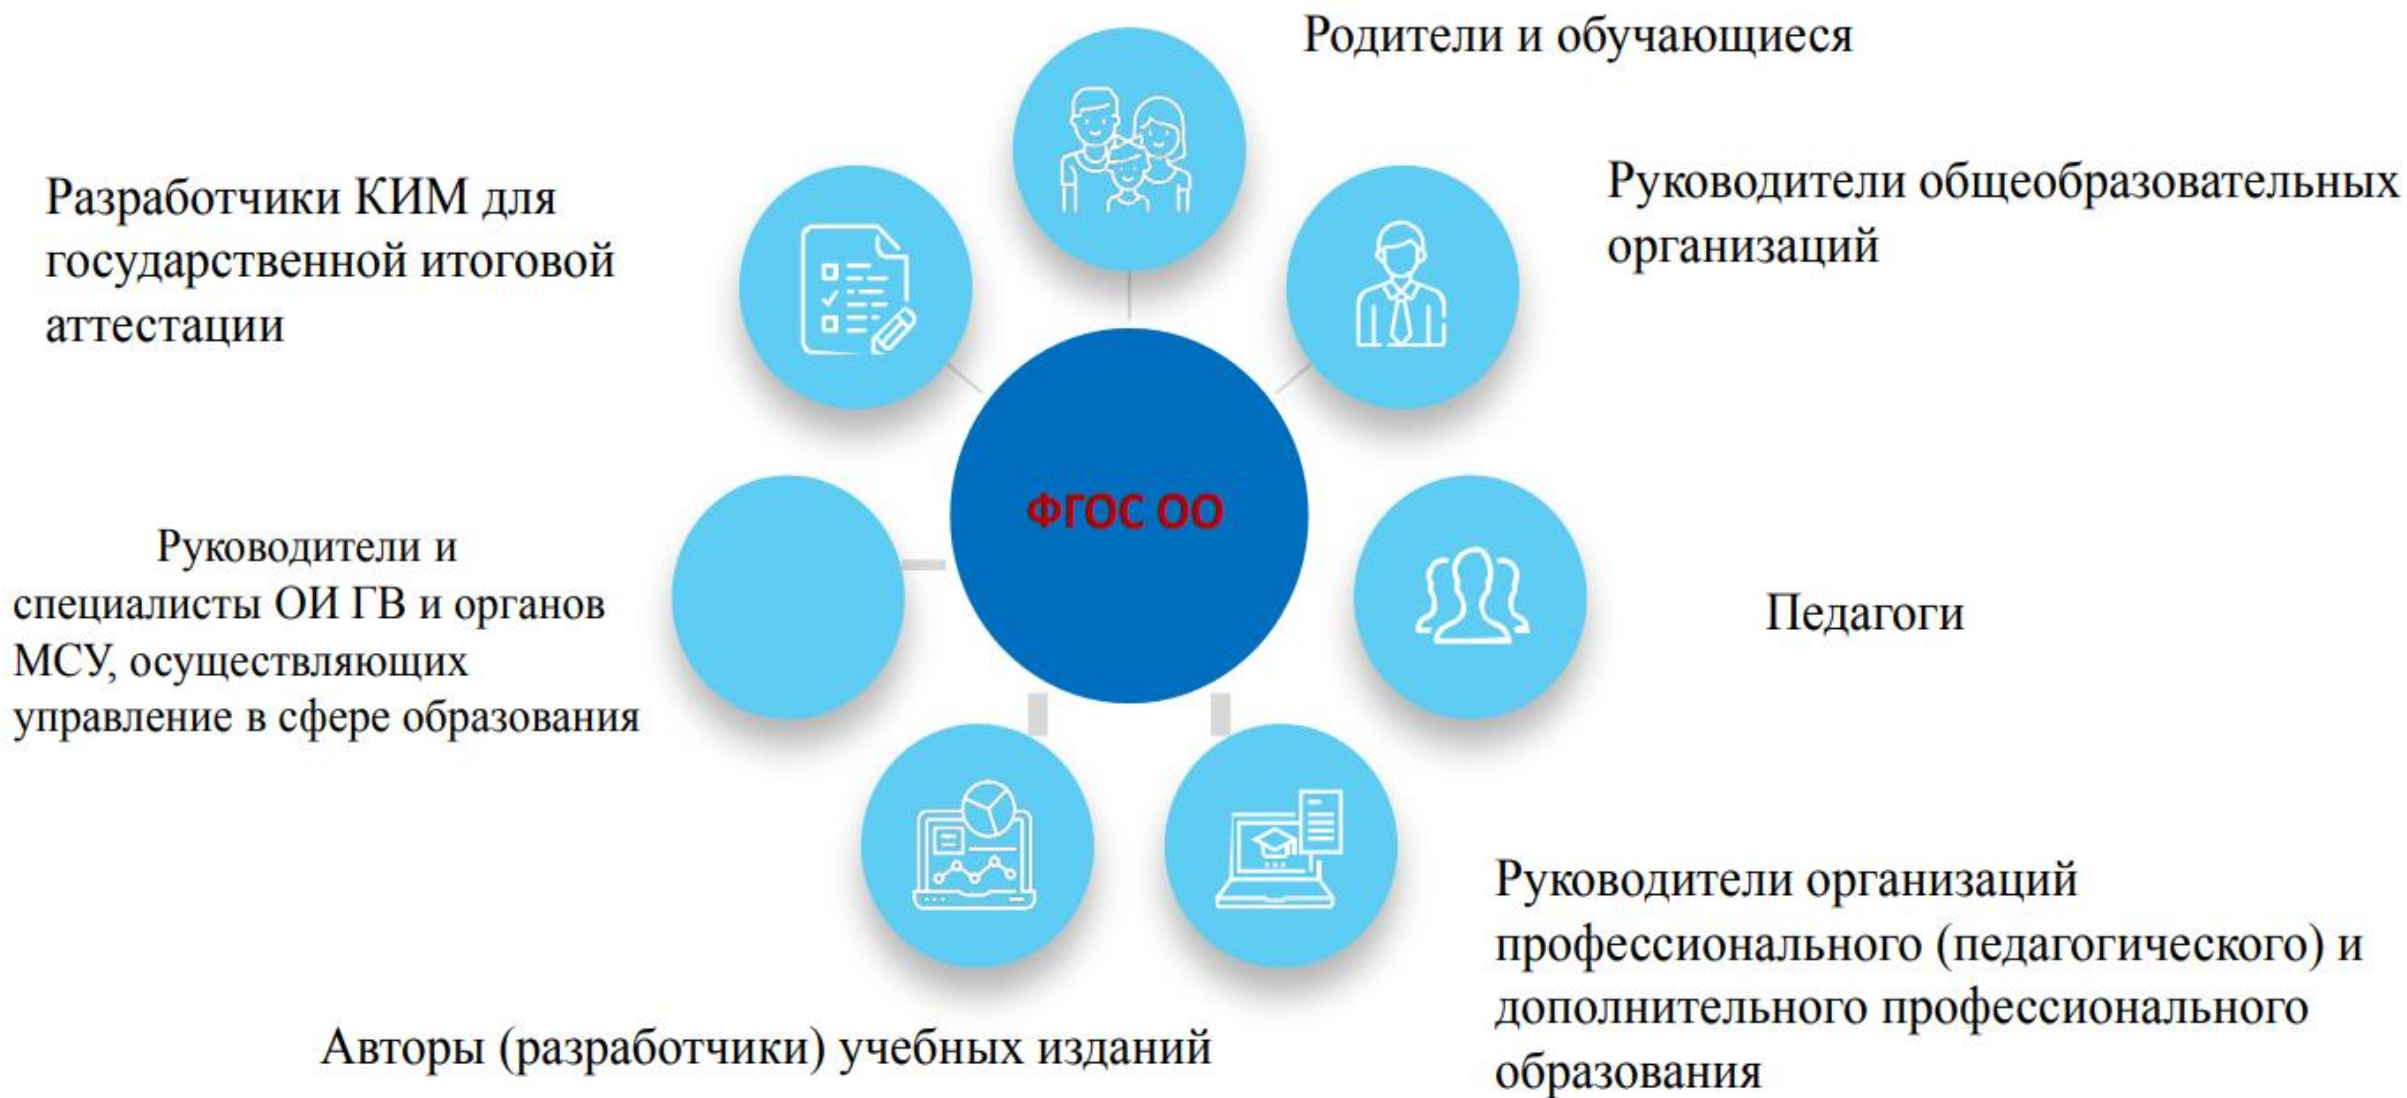 Родители и обучающиеся
Руководители общеобразовательных
организаций
Разработчики КИМ для
государственной итоговой
аттестации
ФГОС ОО
Руководители и
специалисты ОИ ГВ и органов
МСУ, осуществляющих
управление в сфере образования
Педагоги
Руководители организаций
профессионального (педагогического) и
дополнительного профессионального
образования
Авторы (разработчики) учебных изданий